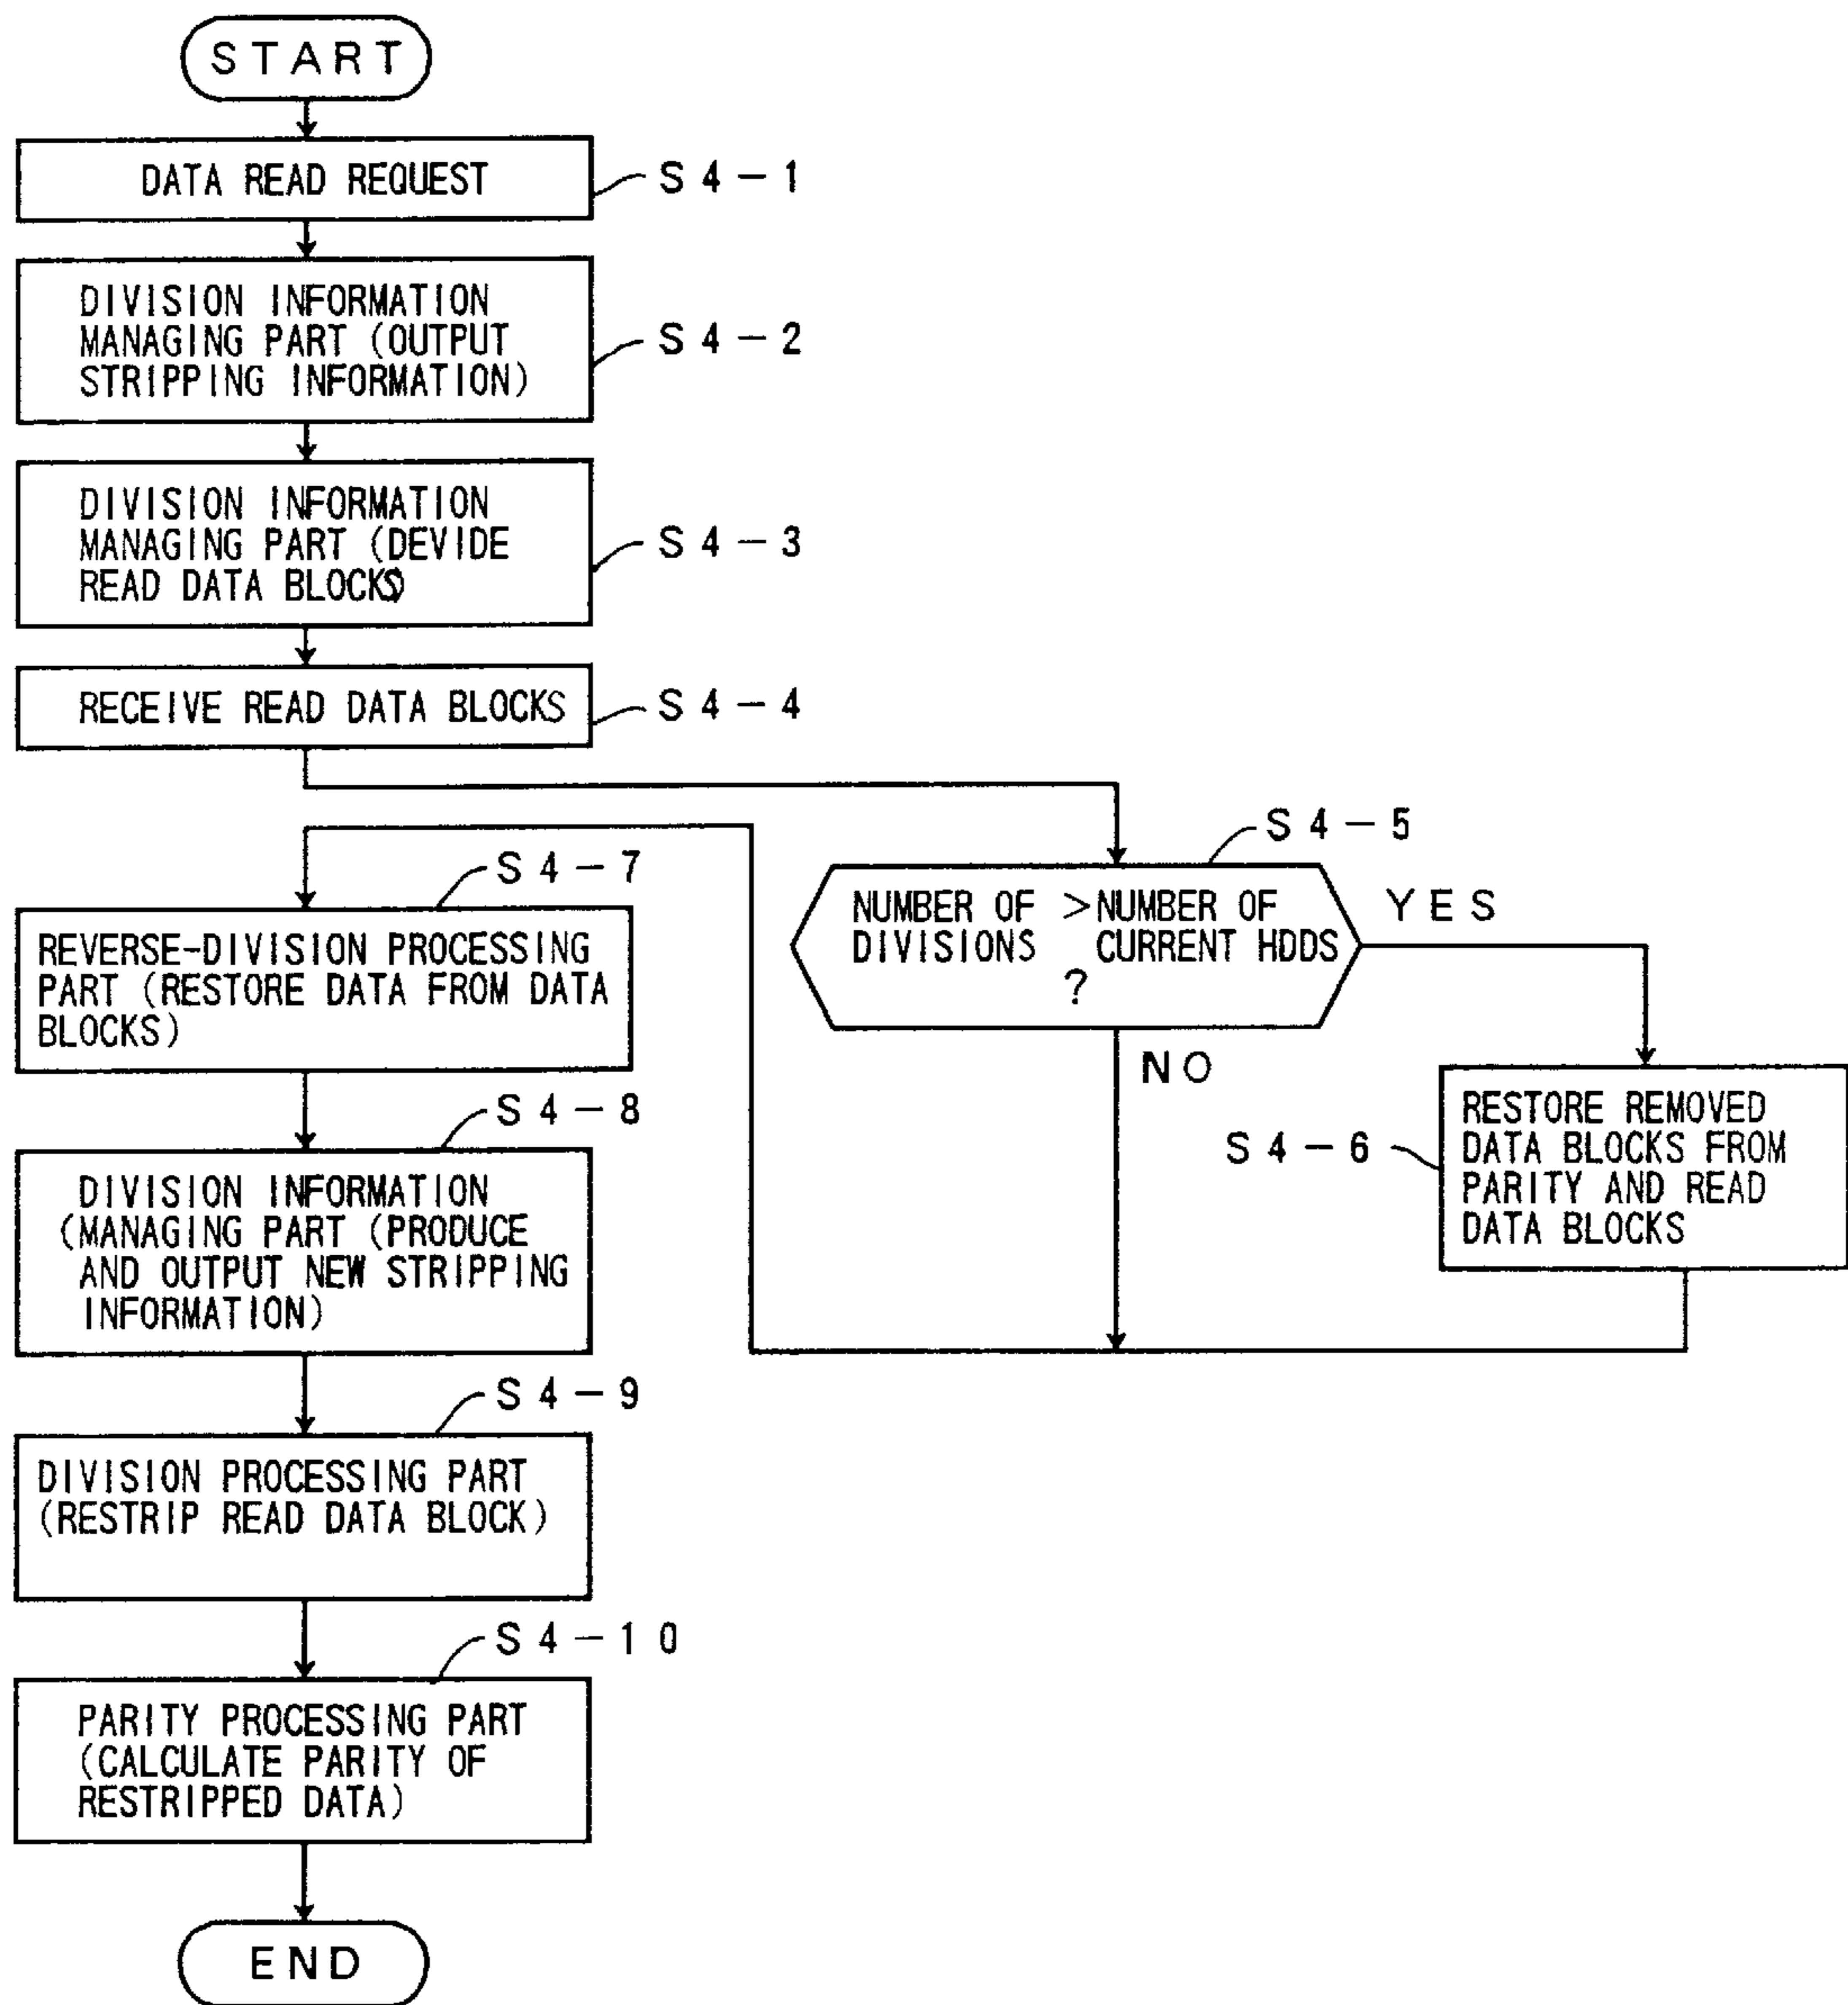 START
DATA READ REQUEST
S4-1
DIVISION INFORMATION
MANAGING PART (OUTPUT
STRIPPING INFORMATION)
S4-2
DIVISION INFORMATION
MANAGING PART (DEVIDE
READ DATA BLOCKS)
S4-3
RECEIVE READ DATA BLOCKS
S4-4
S4-5
NUMBER OF > NUMBER OF
DIVISIONS CURRENT HDDS
?
YES
NO
S4-6
RESTORE REMOVED
DATA BLOCKS FROM
PARITY AND READ
DATA BLOCKS
S4-7
REVERSE-DIVISION PROCESSING
PART (RESTORE DATA FROM DATA
BLOCKS)
S4-8
DIVISION INFORMATION
(MANAGING PART (PRODUCE
AND OUTPUT NEW STRIPPING
INFORMATION)
S4-9
DIVISION PROCESSING PART
(RESTRIP READ DATA BLOCK)
S4-10
PARITY PROCESSING PART
(CALCULATE PARITY OF
RESTRIPPED DATA)
END